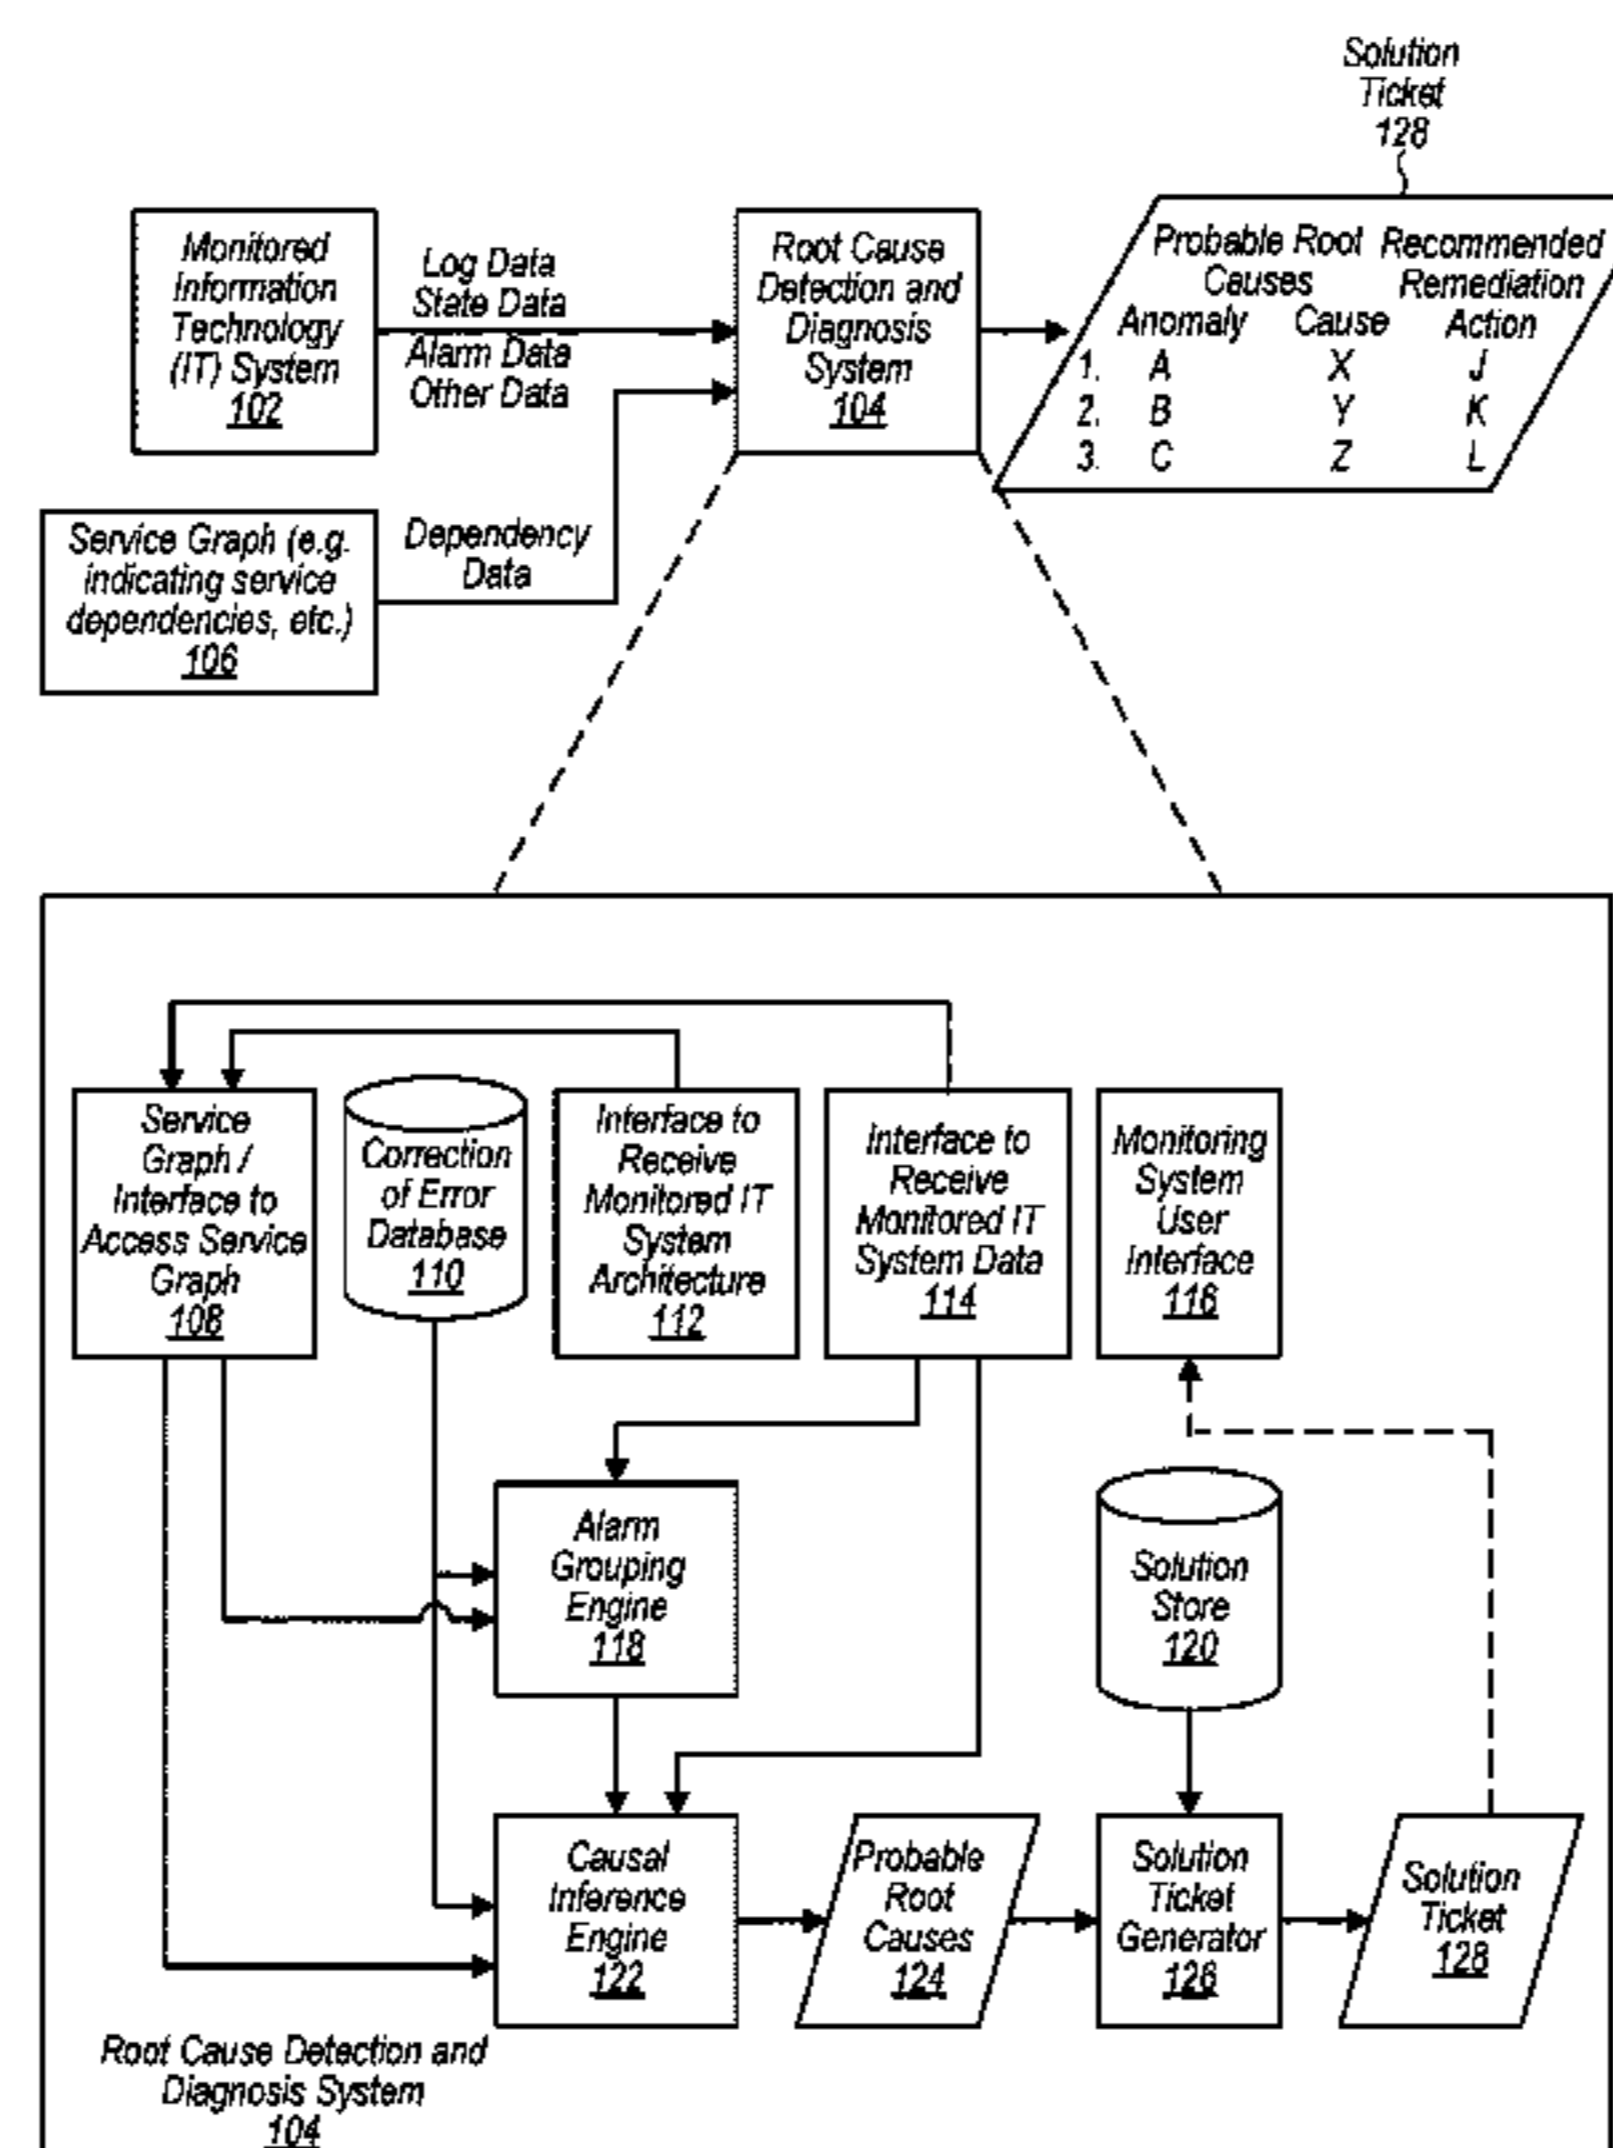 Solution
Ticket
128
Monitored
Information
Technology
(IT) System
102
Log Data
State Data
Alarm Data
Other Data
Root Cause
Detection and
Diagnosis
System
104
Probable Root Causes
Recommended Remediation
Anomaly Cause Action
1. A X J
2. B Y K
3. C Z L
Service Graph (e.g.
indicating service
dependencies, etc.)
106
Dependency
Data
Service
Graph /
Interface to
Access Service
Graph
108
Correction
of Error
Database
110
Interface to
Receive
Monitored IT
System
Architecture
112
Interface to
Receive
Monitored IT
System Data
114
Monitoring
System
User
Interface
116
Alarm
Grouping
Engine
118
Solution
Store
120
Causal
Inference
Engine
122
Probable
Root
Causes
124
Solution
Ticket
Generator
126
Solution
Ticket
128
Root Cause Detection and
Diagnosis System
104